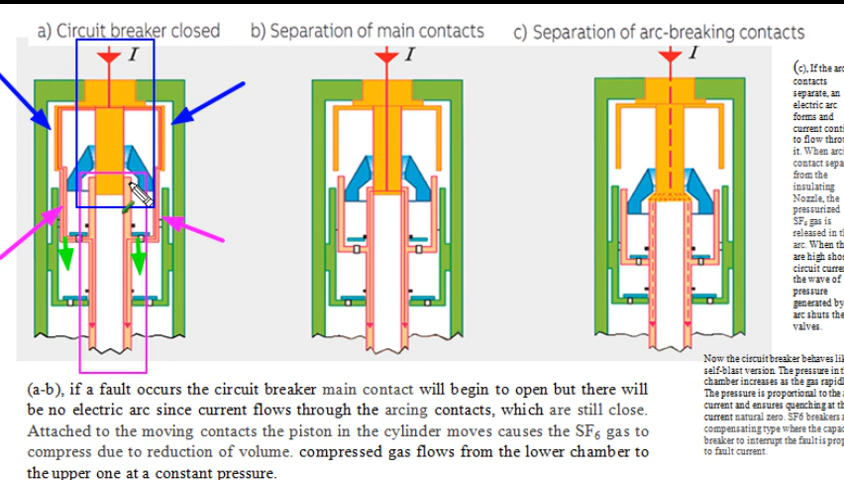 a) Circuit breaker closed
b) Separation of main contacts
c) Separation of arc-breaking contacts
I
I
I
(a-b), if a fault occurs the circuit breaker main contact will begin to open but there will
be no electric arc since current flows through the arcing contacts, which are still close.
Attached to the moving contacts the piston in the cylinder moves causes the SF₆ gas to
compress due to reduction of volume. compressed gas flows from the lower chamber to
the upper one at a constant pressure.
(c), If the arc
contacts
separate, an
electric arc
forms and
current conti
to flow throu
it. When arci
contact sepa
from the
insulating
Nozzle, the
pressurized
SF₆ gas is
released in th
arc. When th
are high shor
circuit curren
the wave of
pressure
generated by
arc shuts the
valves.
Now the circuit breaker behaves lik
self-blast version. The pressure in th
chamber increases as the gas rapidl
The pressure is proportional to the a
current and ensures quenching at th
current natural zero. SF6 breakers a
compensating type where the capac
breaker to interrupt the fault is prop
to fault current.